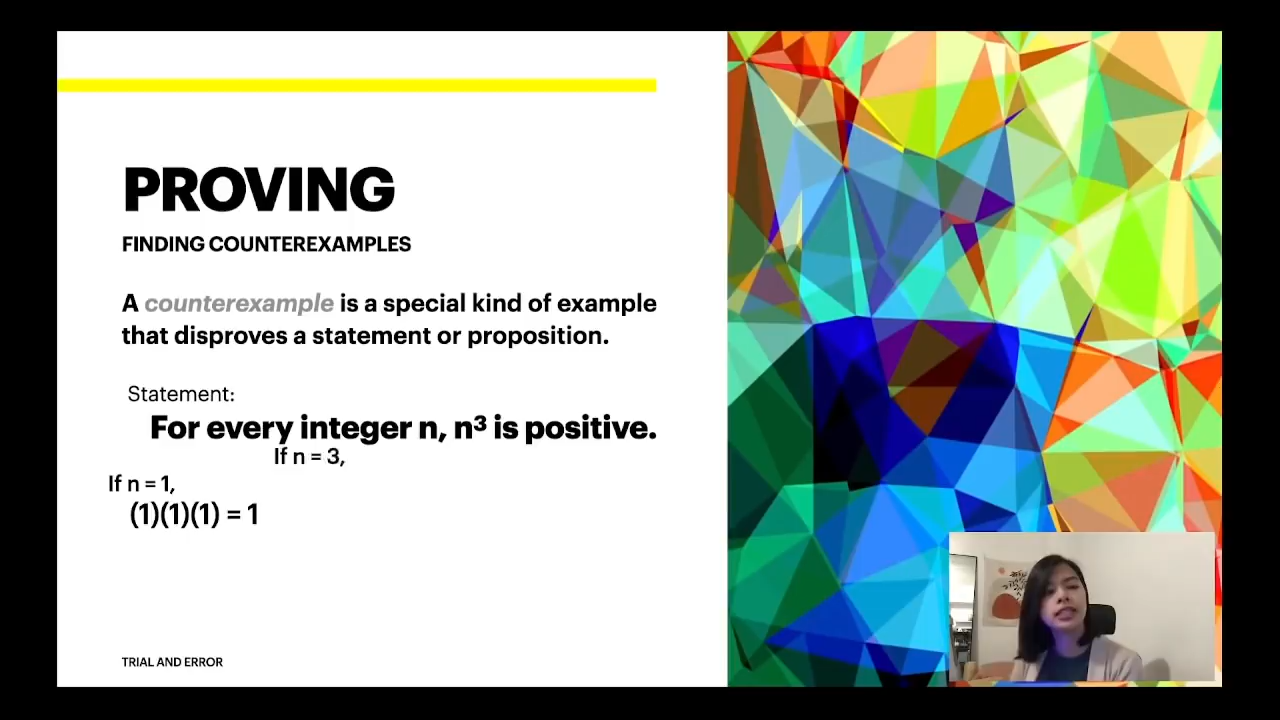 PROVING
FINDING COUNTEREXAMPLES
A counterexample is a special kind of example
that disproves a statement or proposition.
Statement:
For every integer n, n³ is positive.
If n = 3,
If n = 1,
(1)(1)(1) = 1
TRIAL AND ERROR